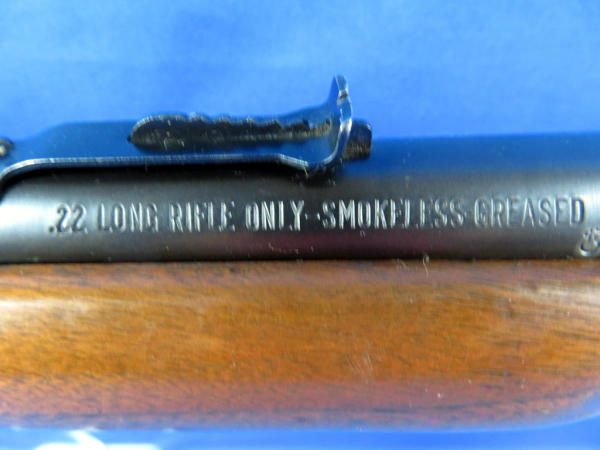 .22 LONG RIFLE ONLY-SMOKELESS GREASED